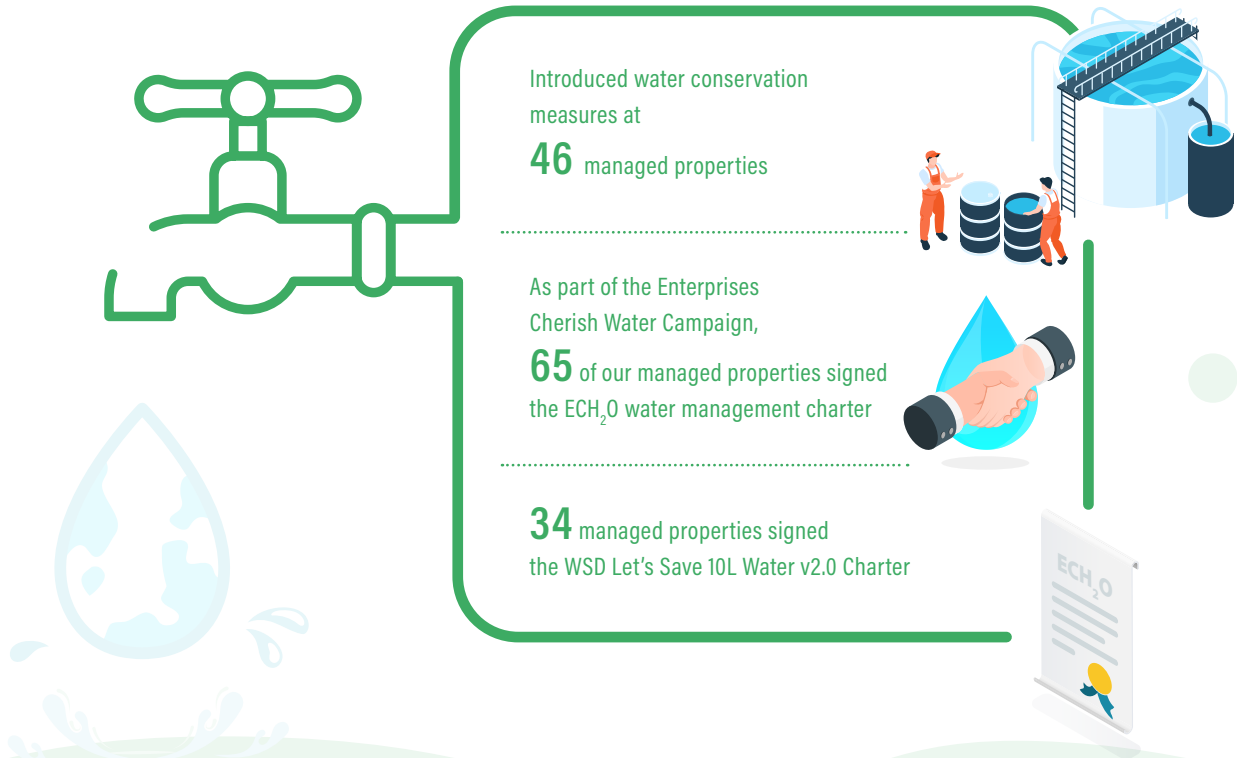 Introduced water conservation
measures at
46 managed properties
As part of the Enterprises
Cherish Water Campaign,
65 of our managed properties signed
the ECH₂O water management charter
34 managed properties signed
the WSD Let’s Save 10L Water v2.0 Charter
ECH₂O